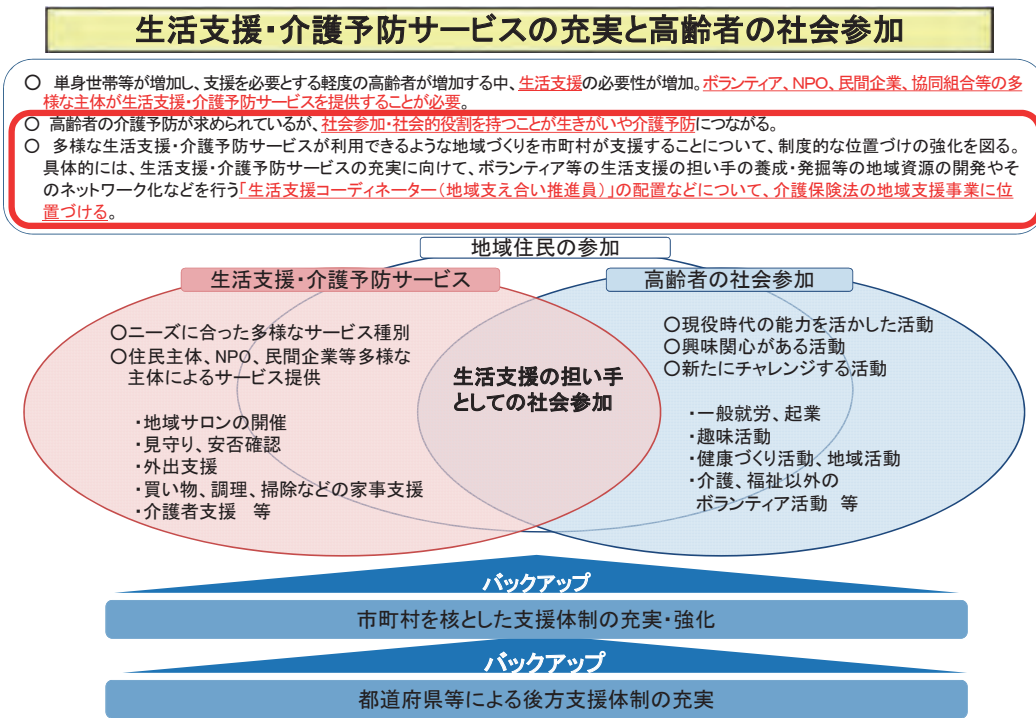 生活支援・介護予防サービスの充実と高齢者の社会参加
○ 単身世帯等が増加し、支援を必要とする軽度の高齢者が増加する中、生活支援の必要性が増加。ボランティア、NPO、民間企業、協同組合等の多
様な主体が生活支援・介護予防サービスを提供することが必要。
○ 高齢者の介護予防が求められているが、社会参加・社会的役割を持つことが生きがいや介護予防につながる。
○ 多様な生活支援・介護予防サービスが利用できるような地域づくりを市町村が支援することについて、制度的な位置づけの強化を図る。
具体的には、生活支援・介護予防サービスの充実に向けて、ボランティア等の生活支援の担い手の養成・発掘等の地域資源の開発やそ
のネットワーク化などを行う「生活支援コーディネーター（地域支え合い推進員）」の配置などについて、介護保険法の地域支援事業に位
置づける。
地域住民の参加
生活支援・介護予防サービス
○ニーズに合った多様なサービス種別
○住民主体、NPO、民間企業等多様な
主体によるサービス提供
・地域サロンの開催
・見守り、安否確認
・外出支援
・買い物、調理、掃除などの家事支援
・介護者支援 等
生活支援の担い手
としての社会参加
高齢者の社会参加
○現役時代の能力を活かした活動
○興味関心がある活動
○新たにチャレンジする活動
・一般就労、起業
・趣味活動
・健康づくり活動、地域活動
・介護、福祉以外の
ボランティア活動 等
バックアップ
市町村を核とした支援体制の充実・強化
バックアップ
都道府県等による後方支援体制の充実